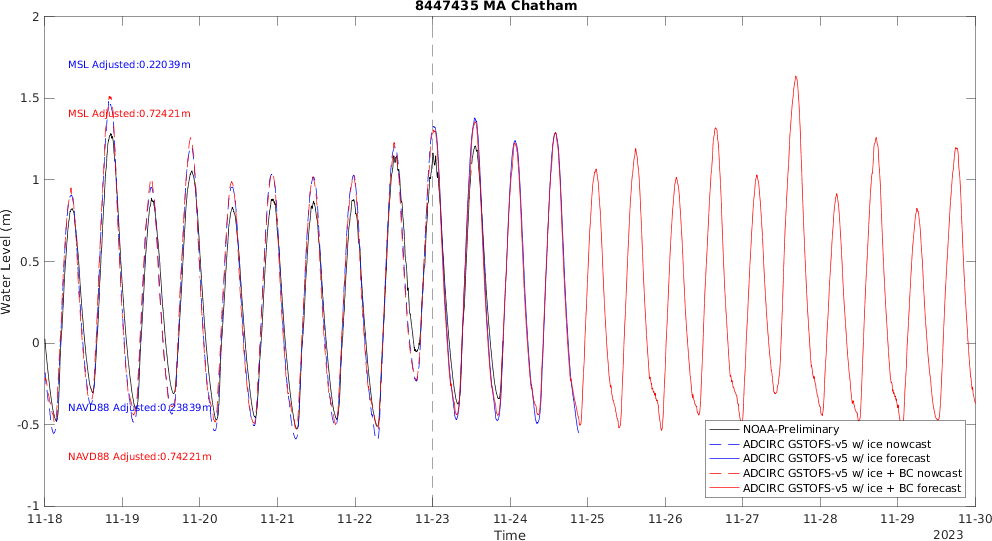 8447435 MA Chatham
2
MSL Adjusted:0.22039m
1.5
MSL Adjusted:0.72421m
1
Water Level (m)
0.5
0
NAVD88 Adjusted:0.23839m
-0.5
NOAA-Preliminary
ADCIRC GSTOFS-v5 w/ ice nowcast
NAVD88 Adjusted:0.74221m
ADCIRC GSTOFS-v5 w/ ice forecast
ADCIRC GSTOFS-v5 w/ ice + BC nowcast
ADCIRC GSTOFS-v5 w/ ice + BC forecast
-1
11-18 11-19 11-20 11-21 11-22 11-23 11-24 11-25 11-26 11-27 11-28 11-29 11-30
Time
2023